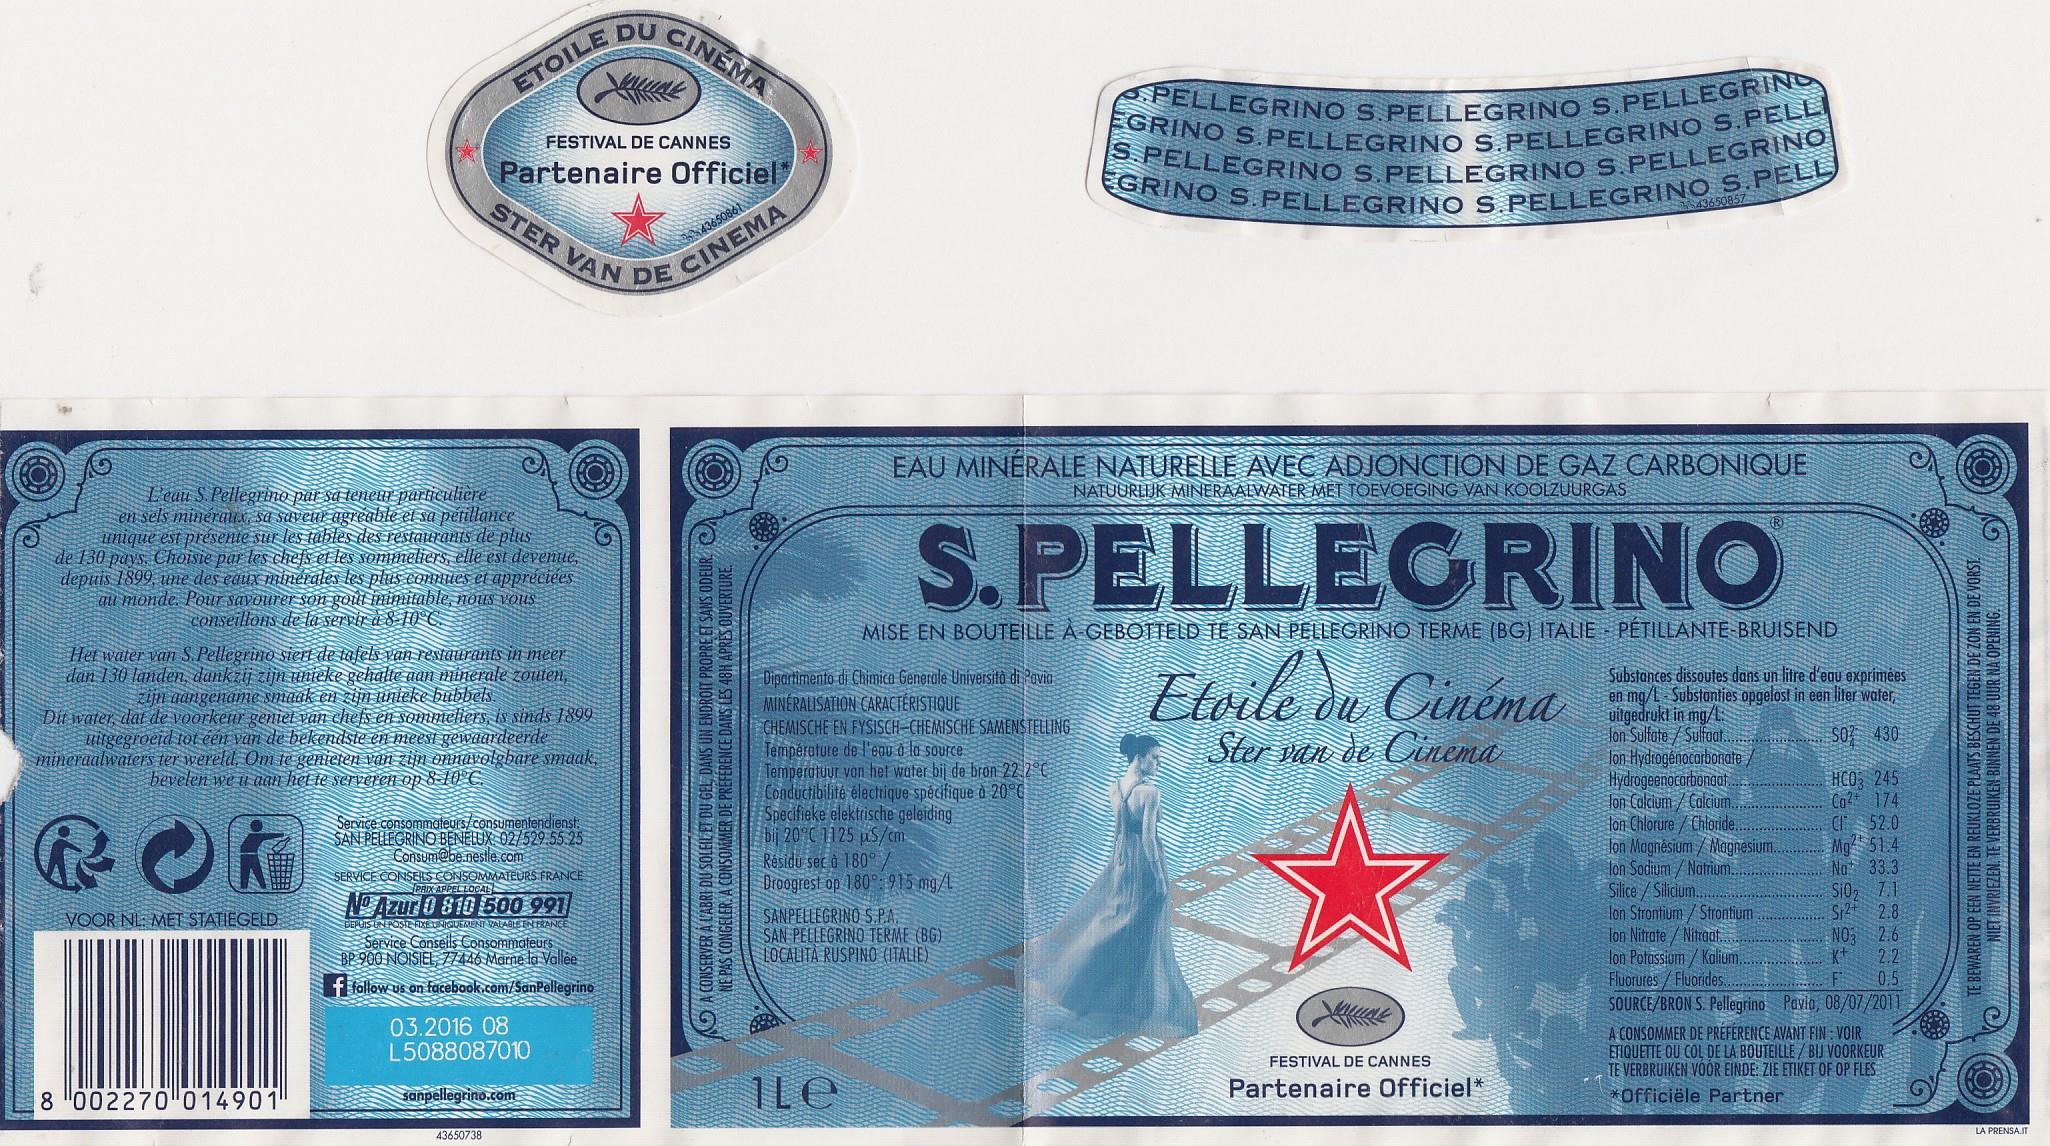 ETOILE DU CINÉMA
FESTIVAL DE CANNES
Partenaire Officiel*
43650861
STER VAN DE CINEMA
S.PELLEGRINO S.PELLEGRINO S.PELLEGRINO
EGRINO S.PELLEGRINO S.PELLEGRINO S.PELL
S.PELLEGRINO S.PELLEGRINO S.PELLEGRINO
EGRINO S.PELLEGRINO S.PELLEGRINO S.PELL
43650857
L'eau S.Pellegrino par sa teneur particulière
en sels minéraux, sa saveur agréable et sa pétillance
unique est présente sur les tables des restaurants de plus
de 130 pays. Choisie par les chefs et les sommeliers, elle est devenue,
depuis 1899, une des eaux minérales les plus connues et appréciées
au monde. Pour savourer son goût inimitable, nous vous
conseillons de la servir à 8-10°C.
Het water van S.Pellegrino siert de tafels van restaurants in meer
dan 130 landen, dankzij zijn unieke gehalte aan minerale zouten,
zijn aangename smaak en zijn unieke bubbels.
Dit water, dat de voorkeur geniet van chefs en sommeliers, is sinds 1899
uitgegroeid tot één van de bekendste en meest gewaardeerde
mineraalwaters ter wereld. Om te genieten van zijn onnavolgbare smaak,
bevelen we u aan het te serveren op 8-10°C.
VOOR NL: MET STATIEGELD
8 002270 014901
Service consommateurs/consumentendienst:
SAN PELLEGRINO BENELUX: 02/529.55.25
Consum@be.nestle.com
SERVICE CONSEILS CONSOMMATEURS FRANCE
PRIX APPEL LOCAL
N° Azur 0 810 500 991
DEPUIS UN POSTE FIXE UNIQUEMENT VALABLE EN FRANCE
Service Conseils Consommateurs
BP 900 NOISIEL, 77446 Marne la Vallée
f follow us on facebook.com/SanPellegrino
03.2016 08
L5088087010
sanpellegrino.com
43650738
A CONSERVER A L'ABRI DU SOLEIL ET DU GEL, DANS UN ENDROIT PROPRE ET SANS ODEUR.
NE PAS CONGELER. A CONSOMMER DE PREFERENCE DANS LES 48H APRES OUVERTURE.
EAU MINÉRALE NATURELLE AVEC ADJONCTION DE GAZ CARBONIQUE
NATUURLIJK MINERAALWATER MET TOEVOEGING VAN KOOLZUURGAS
S.PELLEGRINO®
MISE EN BOUTEILLE À-GEBOTTELD TE SAN PELLEGRINO TERME (BG) ITALIE - PÉTILLANTE-BRUISEND
Dipartimento di Chimica Generale Università di Pavia
MINÉRALISATION CARACTÉRISTIQUE
CHEMISCHE EN FYSISCH-CHEMISCHE SAMENSTELLING
Température de l'eau à la source
Temperatuur van het water bij de bron 22.2°C
Conductibilité électrique spécifique à 20°C
Specifieke elektrische geleiding
bij 20°C 1125 µS/cm
Résidu sec à 180° /
Droogrest op 180°: 915 mg/L
SANPELLEGRINO S.P.A.
SAN PELLEGRINO TERME (BG)
LOCALITÀ RUSPINO (ITALIE)
1L e
Etoile du Cinéma
Ster van de Cinema
FESTIVAL DE CANNES
Partenaire Officiel*
Substances dissoutes dans un litre d'eau exprimées
en mg/L - Substanties opgelost in een liter water,
uitgedrukt in mg/L:
Ion Sulfate / Sulfaat........ SO₄²⁻ 430
Ion Hydrogénocarbonate /
Hydrogeenocarbonaat........ HCO₃⁻ 245
Ion Calcium / Calcium........ Ca²⁺ 174
Ion Chlorure / Chloride........ Cl⁻ 52.0
Ion Magnésium / Magnesium........ Mg²⁺ 51.4
Ion Sodium / Natrium........ Na⁺ 33.3
Silice / Silicium........ SiO₂ 7.1
Ion Strontium / Strontium ........ Sr²⁺ 2.8
Ion Nitrate / Nitraat........ NO₃⁻ 2.6
Ion Potassium / Kalium........ K⁺ 2.2
Fluorures / Fluorides........ F⁻ 0.5
SOURCE/BRON S. Pellegrino Pavia, 08/07/2011
A CONSOMMER DE PRÉFÉRENCE AVANT FIN : VOIR
ETIQUETTE OU COL DE LA BOUTEILLE / BIJ VOORKEUR
TE VERBRUIKEN VÓÓR EINDE: ZIE ETIKET OF OP FLES
*Officiële Partner
TE BEWAREN OP EEN NETTE EN REUKLOZE PLAATS BESCHUT TEGEN DE ZON EN DE VORST.
NIET INVRIEZEN. TE VERBRUIKEN BINNEN DE 48 UUR NA OPENING.
LA PRENSA.IT